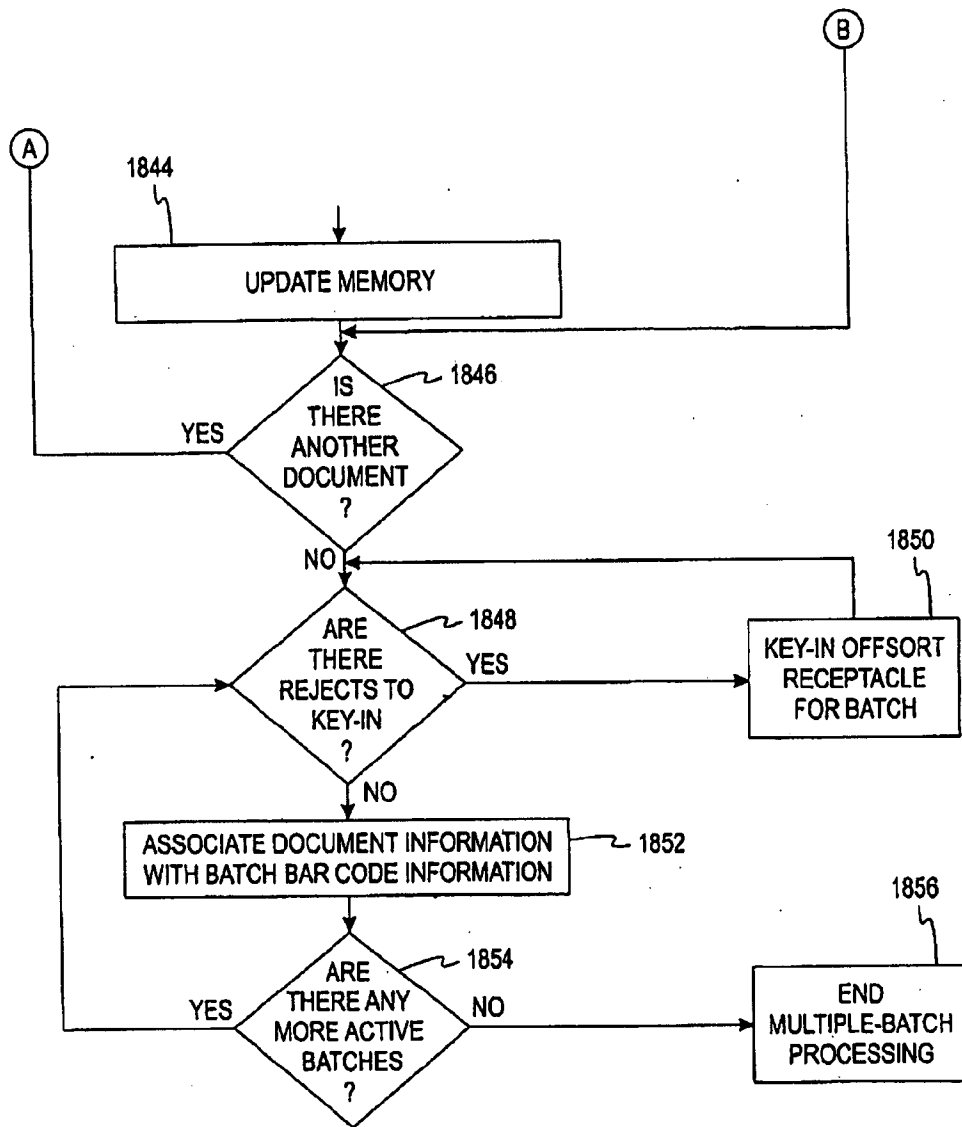 B
A
1844
UPDATE MEMORY
1846
IS
THERE
ANOTHER
DOCUMENT
?
YES
NO
1850
1848
ARE
THERE
REJECTS TO
KEY-IN
?
YES
KEY-IN OFFSORT
RECEPTACLE
FOR BATCH
NO
ASSOCIATE DOCUMENT INFORMATION
WITH BATCH BAR CODE INFORMATION
1852
1856
1854
ARE
THERE ANY
MORE ACTIVE
BATCHES
?
YES
NO
END
MULTIPLE-BATCH
PROCESSING